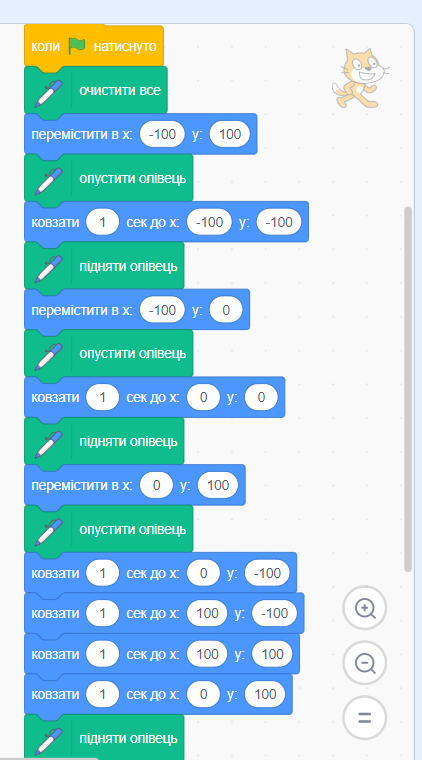 коли натиснуто
очистити все
перемістити в x: -100 y: 100
опустити олівець
ковзати 1 сек до x: -100 y: -100
підняти олівець
перемістити в x: -100 y: 0
опустити олівець
ковзати 1 сек до x: 0 y: 0
підняти олівець
перемістити в x: 0 y: 100
опустити олівець
ковзати 1 сек до x: 0 y: -100
ковзати 1 сек до x: 100 y: -100
ковзати 1 сек до x: 100 y: 100
ковзати 1 сек до x: 0 y: 100
підняти олівець